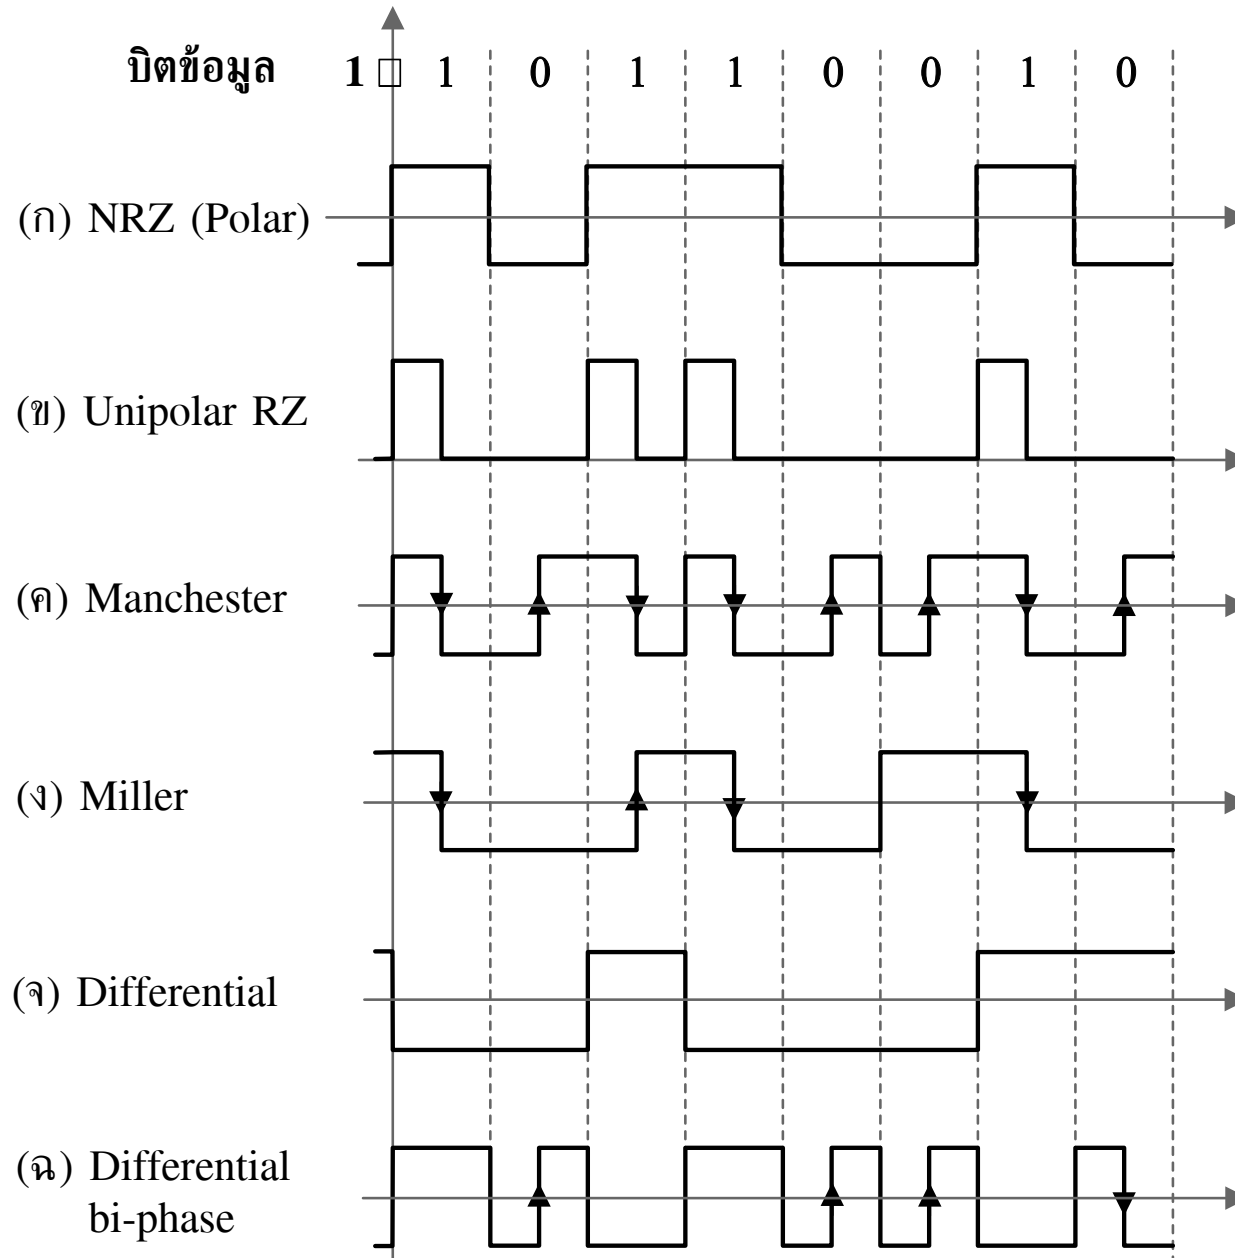 บิตข้อมูล 1 □ 1 0 1 1 0 0 1 0
(ก) NRZ (Polar)
(ข) Unipolar RZ
(ค) Manchester
(ง) Miller
(จ) Differential
(ฉ) Differential
bi-phase